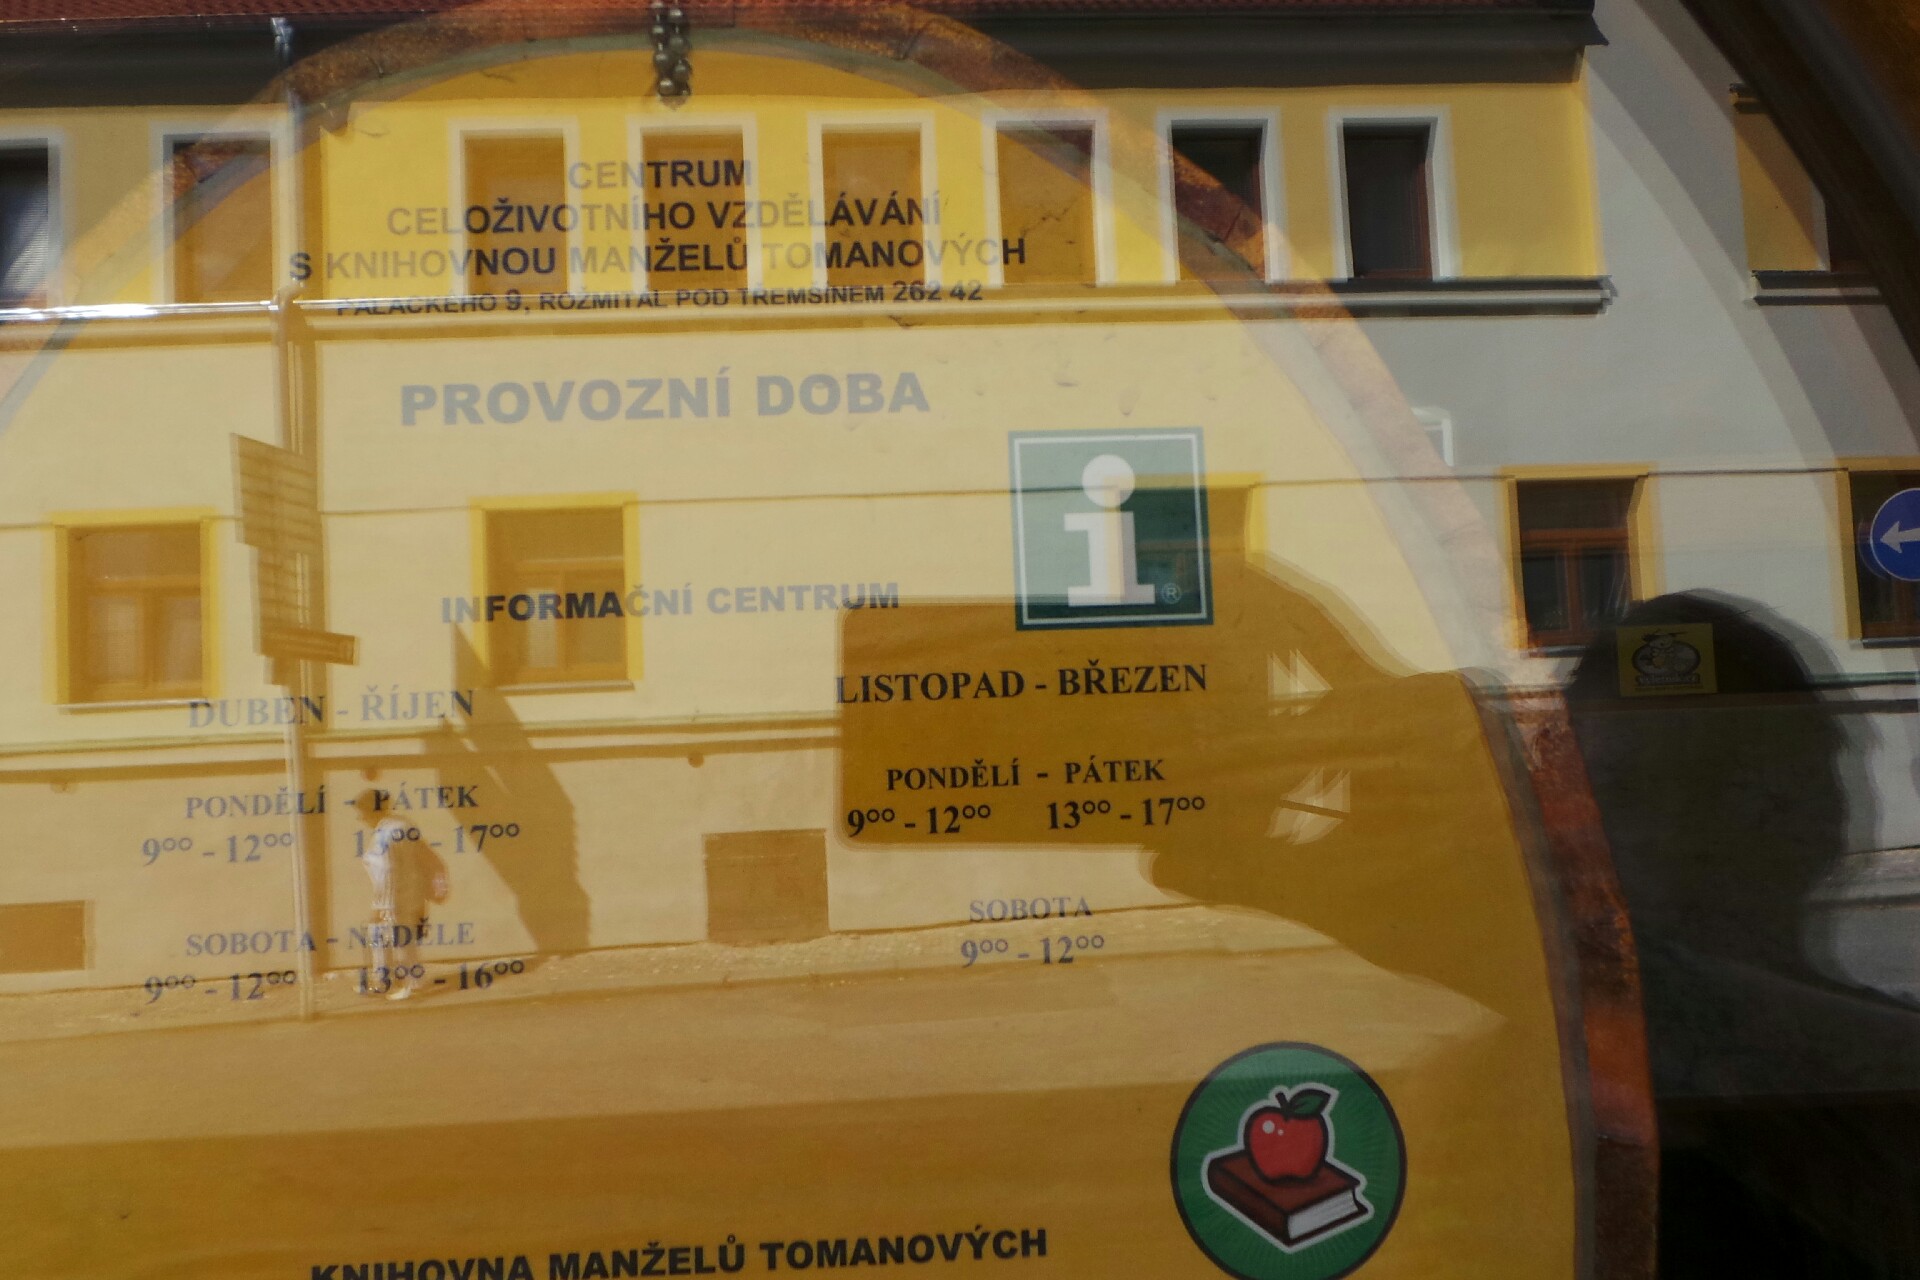 CENTRUM
CELOŽIVOTNÍHO VZDĚLÁVÁNÍ
S KNIHOVNOU MANŽELŮ TOMANOVÝCH
PALACKÉHO 9, ROŽMITÁL POD TŘEMŠÍNEM 262 42
PROVOZNÍ DOBA
i
®
INFORMAČNÍ CENTRUM
DUBEN - ŘÍJEN
PONDĚLÍ - PÁTEK
9⁰⁰ - 12⁰⁰ 13⁰⁰ - 17⁰⁰
SOBOTA - NEDĚLE
9⁰⁰ - 12⁰⁰ 13⁰⁰ - 16⁰⁰
LISTOPAD - BŘEZEN
PONDĚLÍ - PÁTEK
9⁰⁰ - 12⁰⁰ 13⁰⁰ - 17⁰⁰
SOBOTA
9⁰⁰ - 12⁰⁰
KNIHOVNA MANŽELŮ TOMANOVÝCH